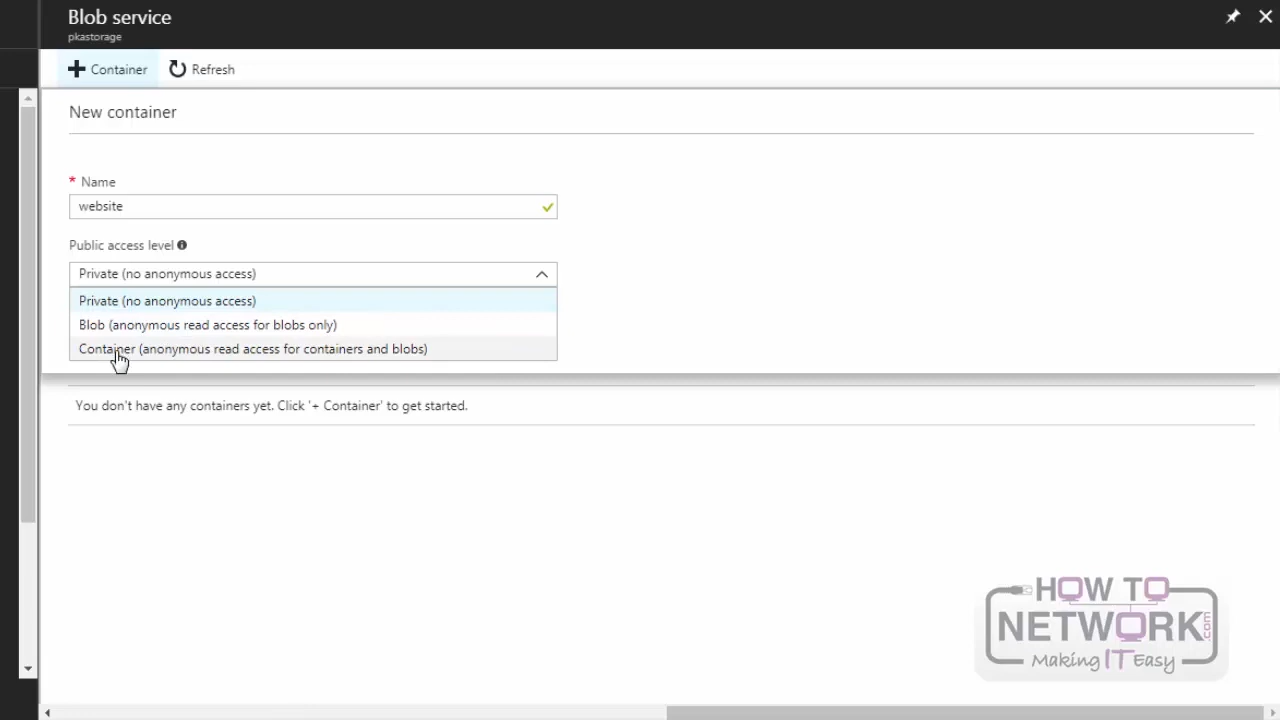 Blob service
pkastorage
Container
Refresh
New container
* Name
website
Public access level
Private (no anonymous access)
Private (no anonymous access)
Blob (anonymous read access for blobs only)
Container (anonymous read access for containers and blobs)
You don't have any containers yet. Click '+ Container' to get started.
HOW TO
NETWORK.com
Making IT Easy